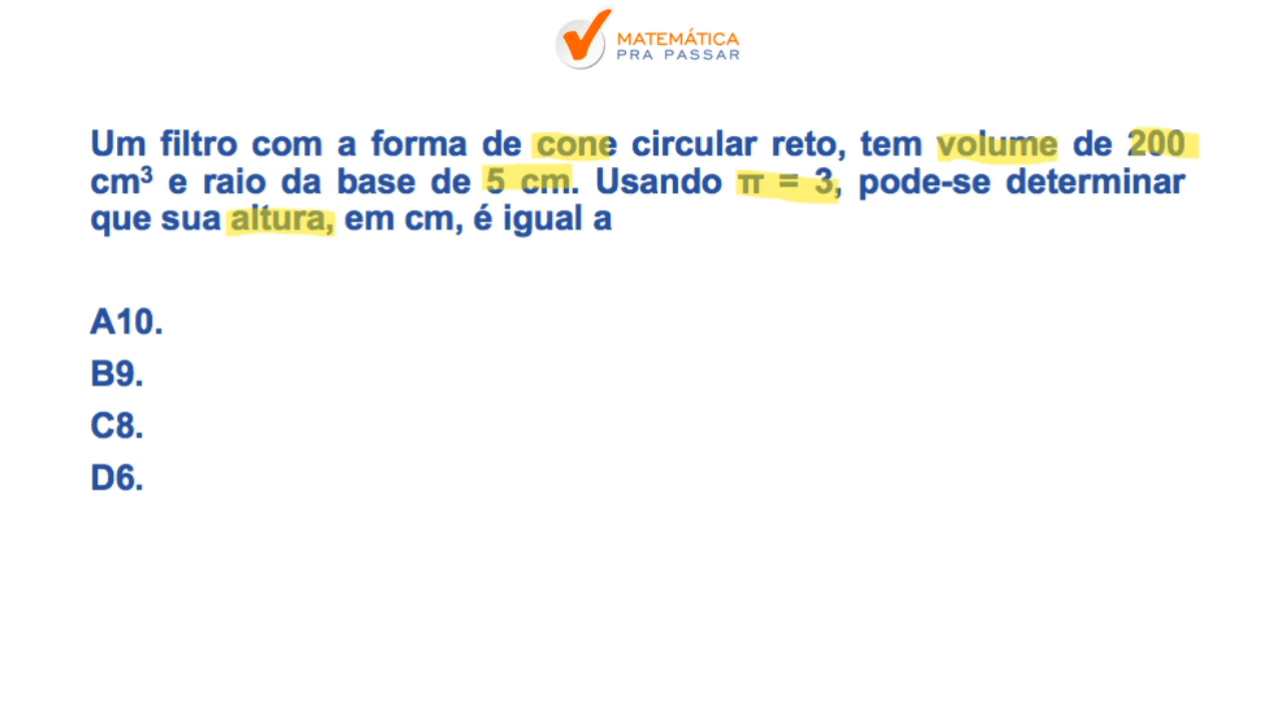 MATEMÁTICA
PRA PASSAR
Um filtro com a forma de cone circular reto, tem volume de 200
cm³ e raio da base de 5 cm. Usando π = 3, pode-se determinar
que sua altura, em cm, é igual a
A10.
B9.
C8.
D6.